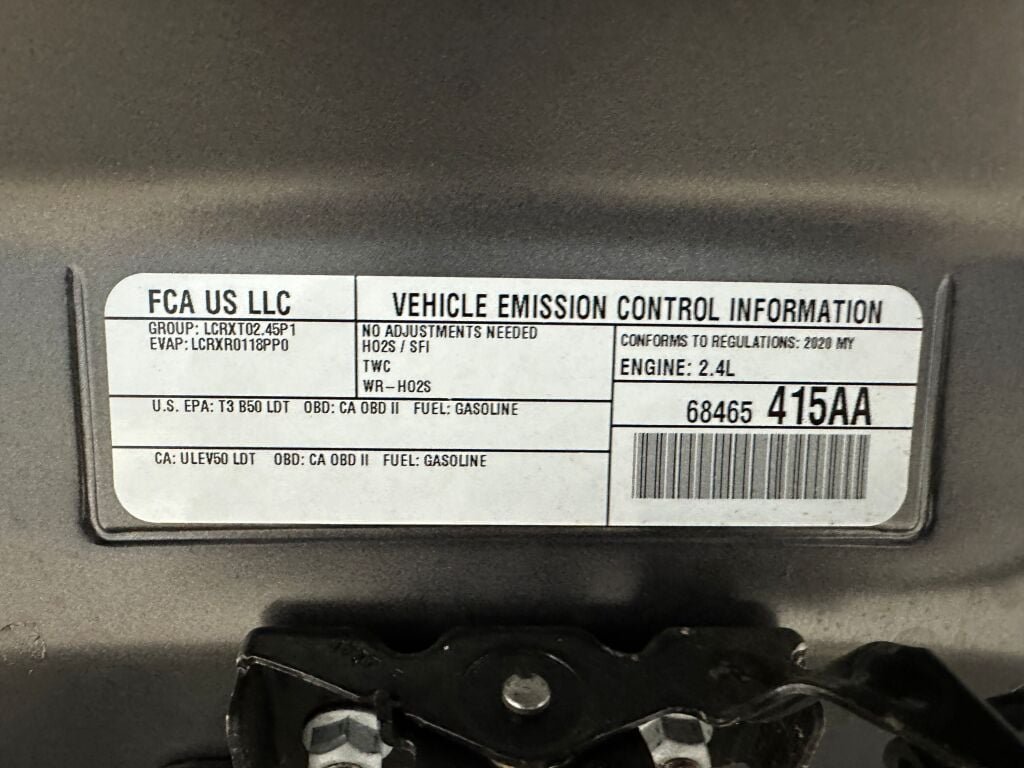 FCA US LLC
VEHICLE EMISSION CONTROL INFORMATION
GROUP: LCRXT02.45P1
EVAP: LCRXR0118PP0
NO ADJUSTMENTS NEEDED
HO2S / SFI
TWC
WR-HO2S
CONFORMS TO REGULATIONS: 2020 MY
ENGINE: 2.4L
68465 415AA
U.S. EPA: T3 B50 LDT OBD: CA OBD II FUEL: GASOLINE
CA: ULEV50 LDT OBD: CA OBD II FUEL: GASOLINE